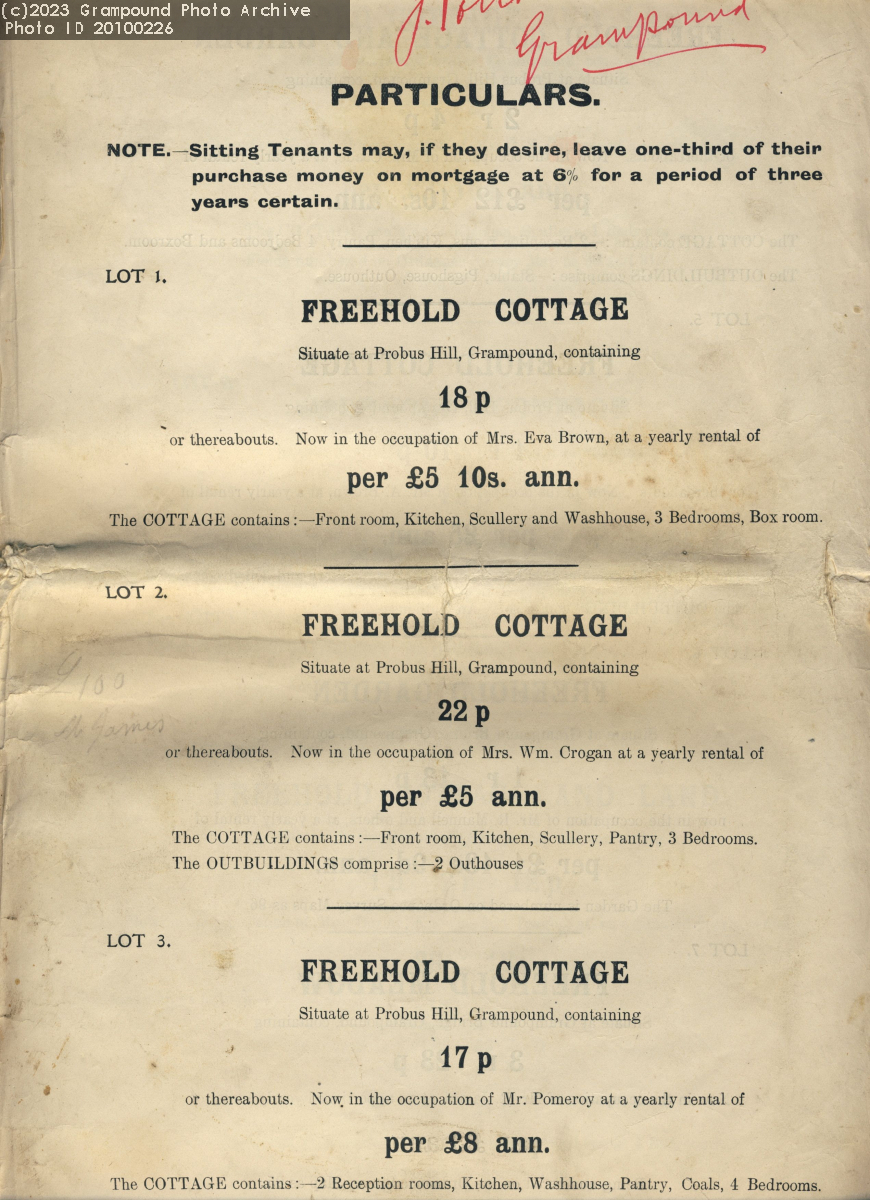 (c)2023 Grampound Photo Archive
Photo ID 20100226
Grampound
PARTICULARS.
NOTE.—Sitting Tenants may, if they desire, leave one-third of their
purchase money on mortgage at 6% for a period of three
years certain.
LOT 1.
FREEHOLD COTTAGE
Situate at Probus Hill, Grampound, containing
18 p
or thereabouts. Now in the occupation of Mrs. Eva Brown, at a yearly rental of
per £5 10s. ann.
The COTTAGE contains :—Front room, Kitchen, Scullery and Washhouse, 3 Bedrooms, Box room.
LOT 2.
FREEHOLD COTTAGE
Situate at Probus Hill, Grampound, containing
22 p
£100
M James
or thereabouts. Now in the occupation of Mrs. Wm. Crogan at a yearly rental of
per £5 ann.
The COTTAGE contains :—Front room, Kitchen, Scullery, Pantry, 3 Bedrooms.
The OUTBUILDINGS comprise :—2 Outhouses
LOT 3.
FREEHOLD COTTAGE
Situate at Probus Hill, Grampound, containing
17 p
or thereabouts. Now in the occupation of Mr. Pomeroy at a yearly rental of
per £8 ann.
The COTTAGE contains :—2 Reception rooms, Kitchen, Washhouse, Pantry, Coals, 4 Bedrooms.